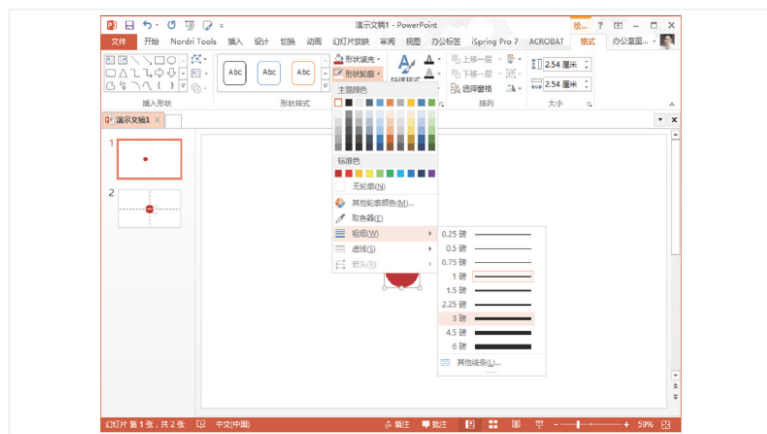 演示文稿1 - PowerPoint
绘... ?
文件 开始 Nordri Tools 插入 设计 切换 动画 幻灯片放映 审阅 视图 办公标签 iSpring Pro 7 ACROBAT 格式 办公室里...
Abc Abc Abc
形状填充
形状轮廓
上移一层
下移一层
选择窗格
2.54 厘米
2.54 厘米
插入形状 形状样式 排列 大小
演示文稿1
主题颜色
标准色
无轮廓(N)
其他轮廓颜色(M)...
取色器(E)
粗细(W)
虚线(S)
箭头(R)
0.25 磅
0.5 磅
0.75 磅
1 磅
1.5 磅
2.25 磅
3 磅
4.5 磅
6 磅
其他线条(L)...
1
2
幻灯片 第 1 张，共 2 张 中文(中国) 备注 批注 59%